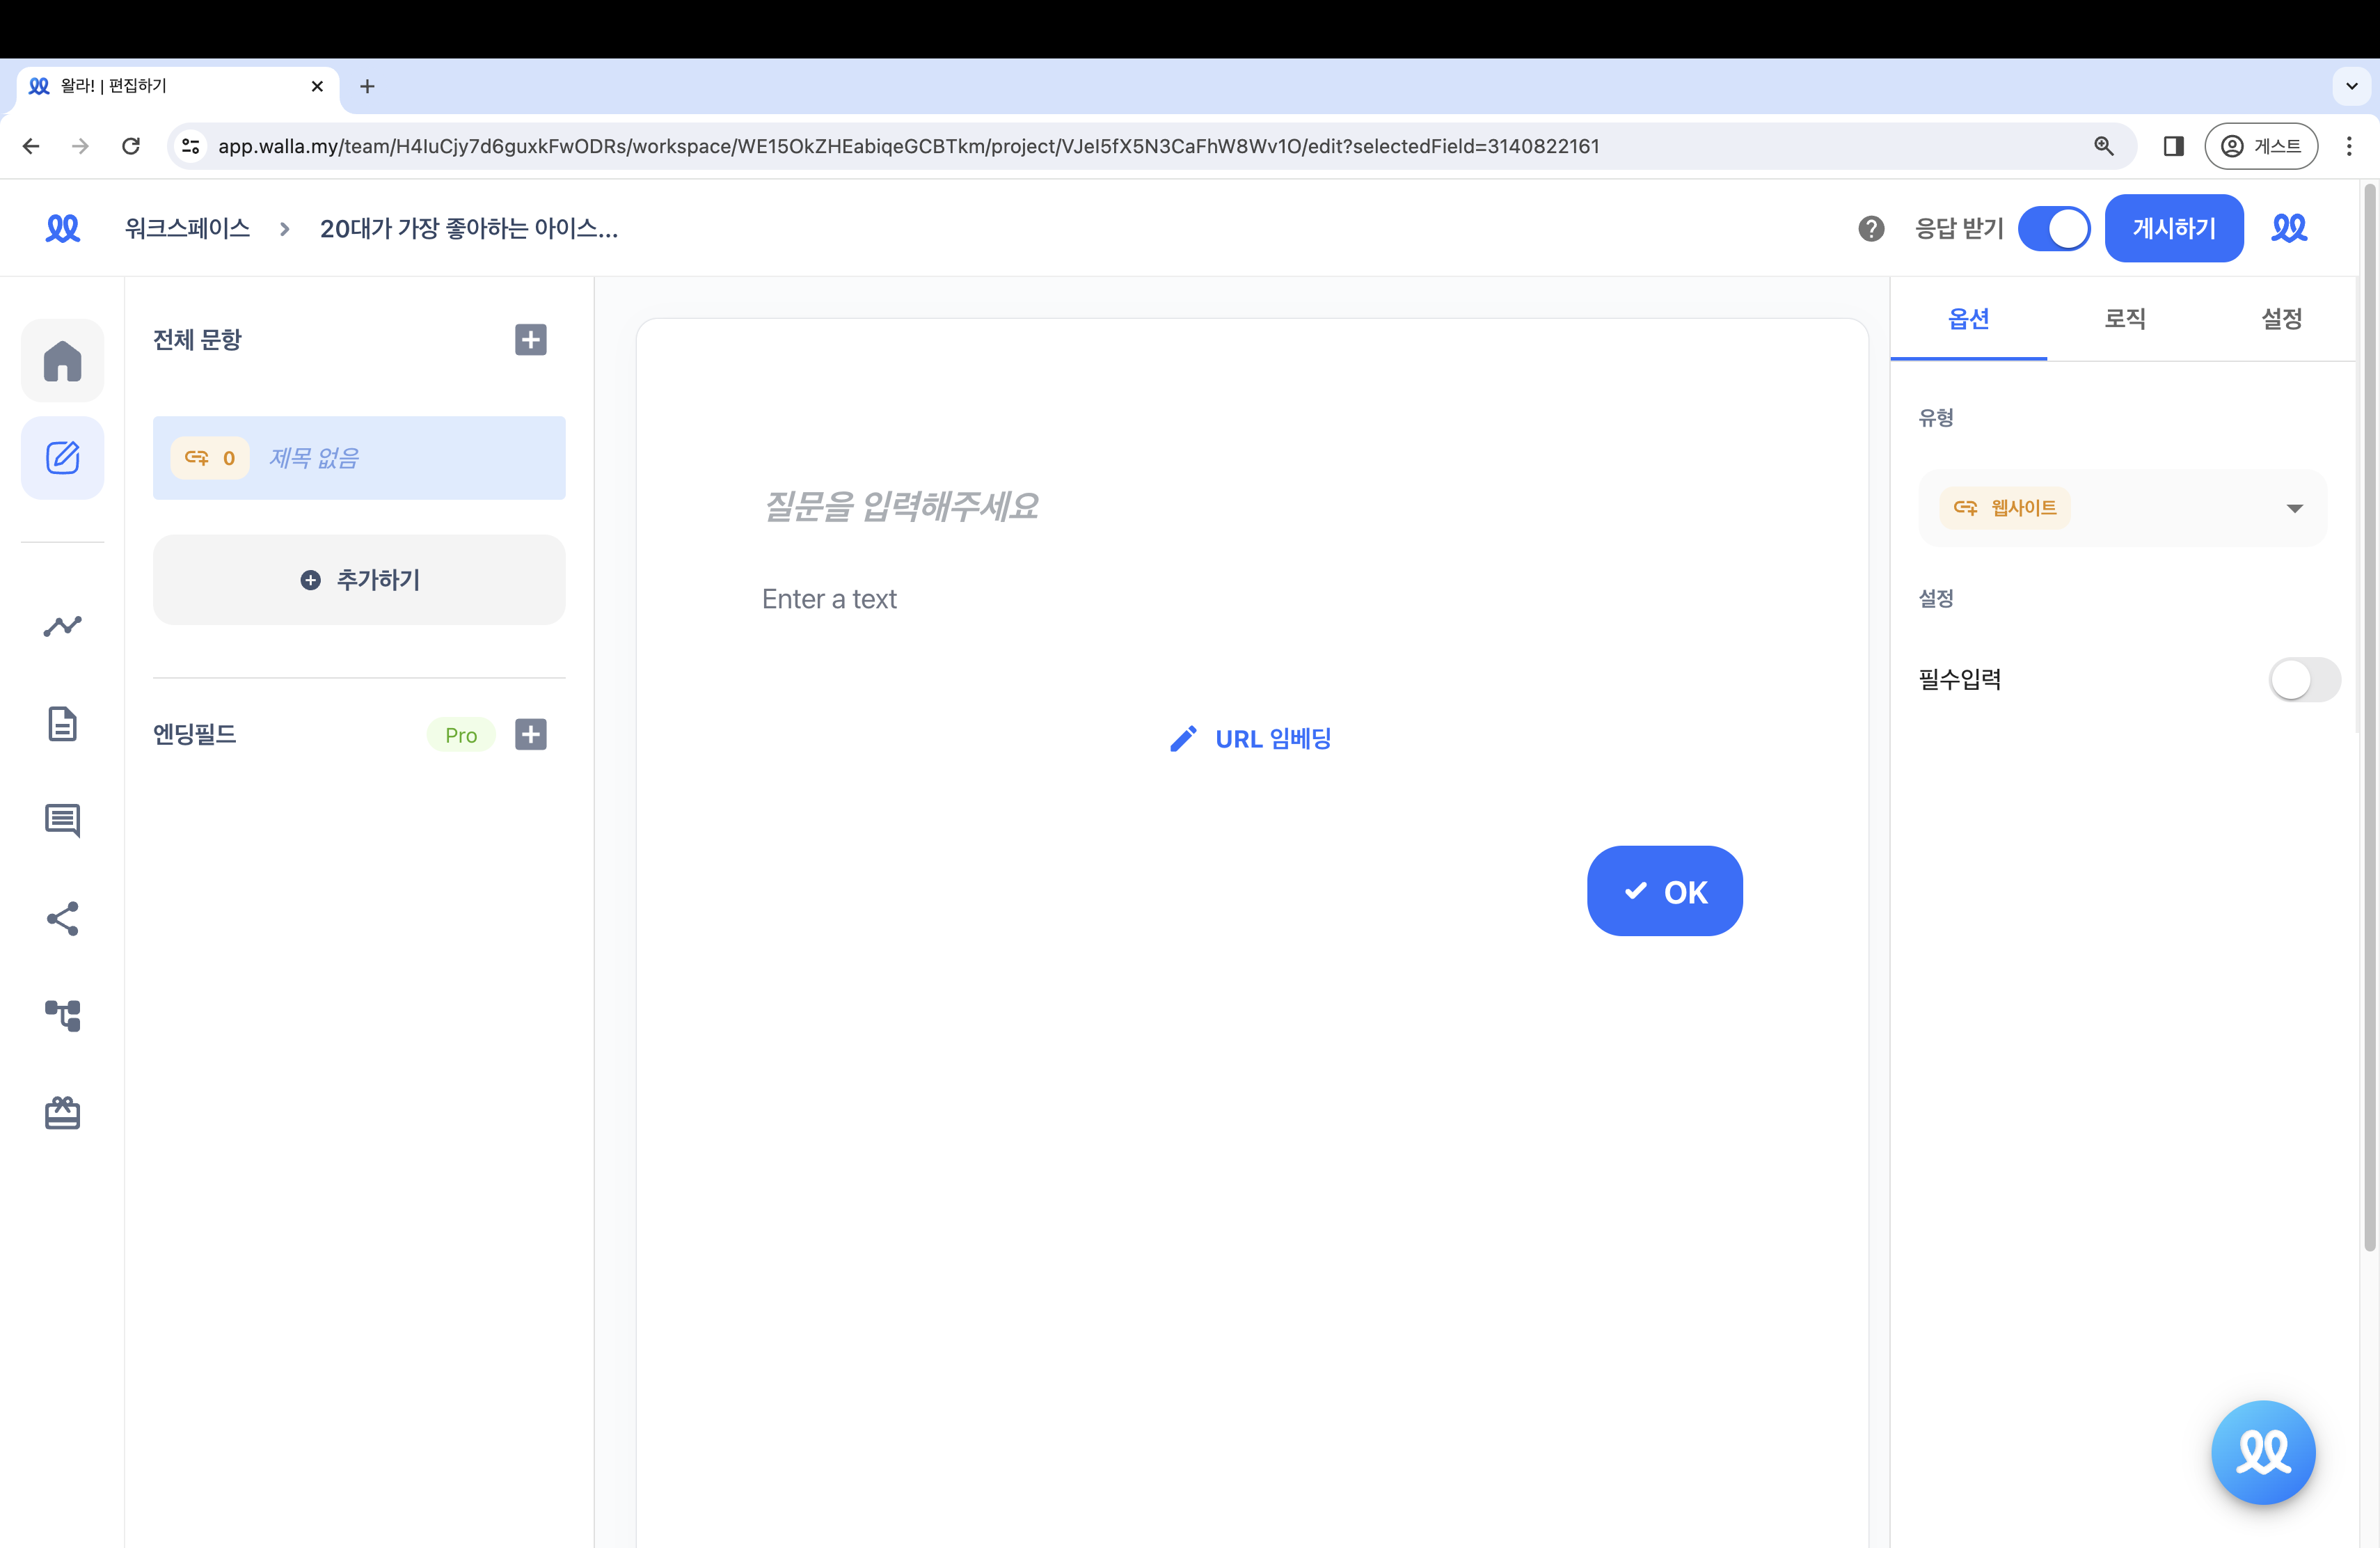 왈라! | 편집하기
app.walla.my/team/H4IuCjy7d6guxkFwODRs/workspace/WE15OkZHEabiqeGCBTkm/project/VJeI5fX5N3CaFhW8Wv1O/edit?selectedField=3140822161
게스트
워크스페이스
20대가 가장 좋아하는 아이스...
응답 받기
게시하기
전체 문항
0 제목 없음
추가하기
엔딩필드 Pro
질문을 입력해주세요
Enter a text
URL 임베딩
OK
옵션 로직 설정
유형
웹사이트
설정
필수입력